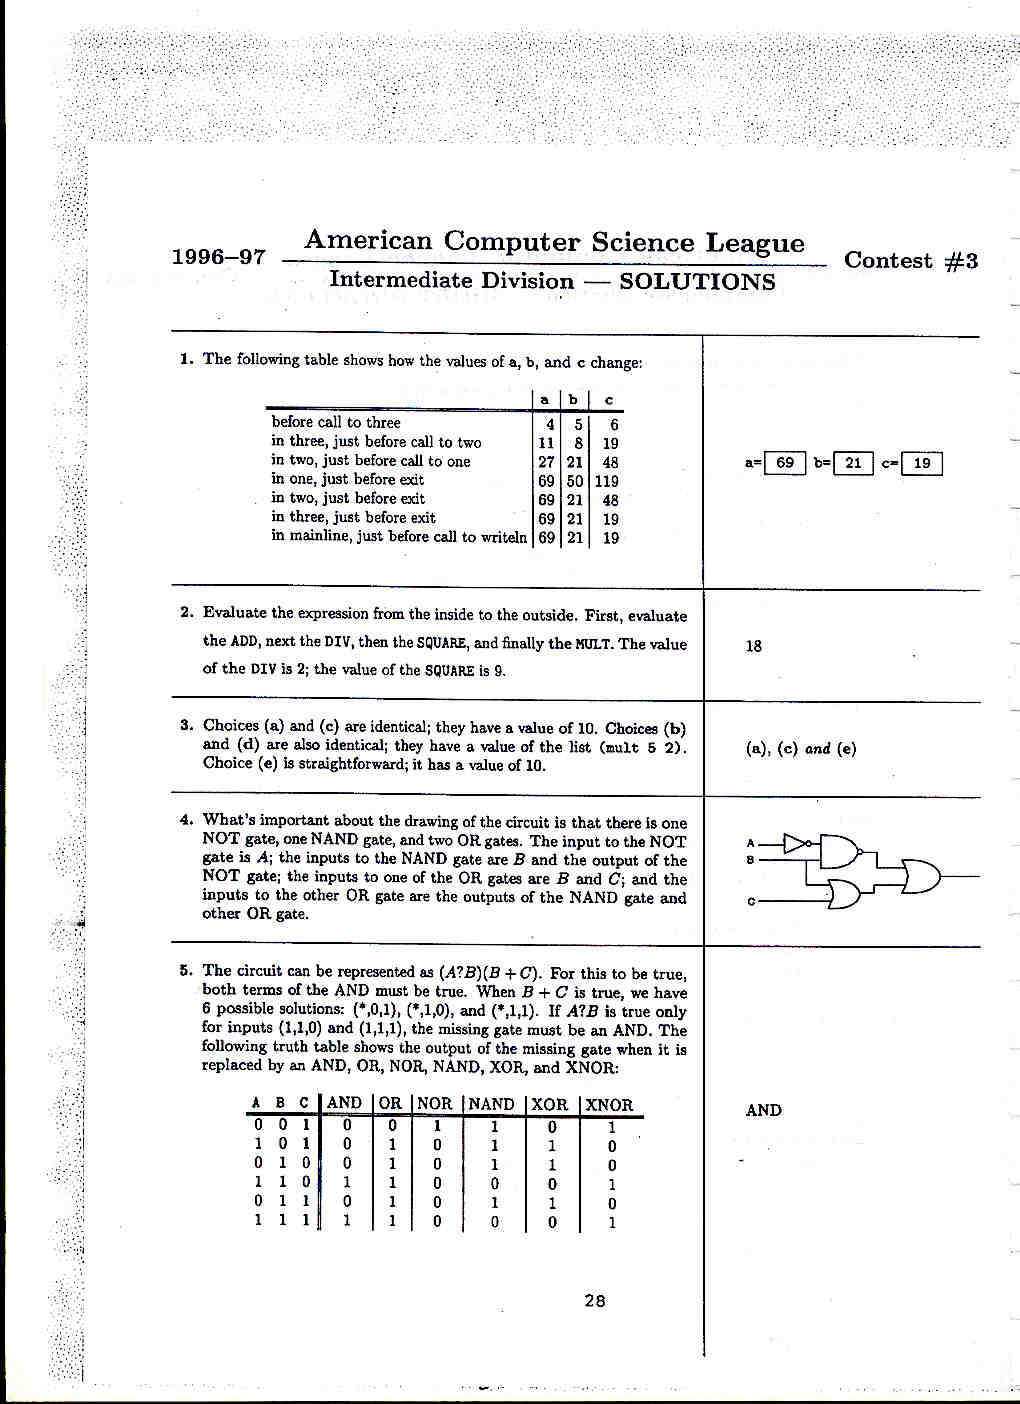 1996–97 American Computer Science League Contest #3
Intermediate Division — SOLUTIONS
1. The following table shows how the values of a, b, and c change:
a b c
before call to three 4 5 6
in three, just before call to two 11 8 19
in two, just before call to one 27 21 48
in one, just before exit 69 50 119
in two, just before exit 69 21 48
in three, just before exit 69 21 19
in mainline, just before call to writeln 69 21 19
a= 69 b= 21 c= 19
2. Evaluate the expression from the inside to the outside. First, evaluate
the ADD, next the DIV, then the SQUARE, and finally the MULT. The value
of the DIV is 2; the value of the SQUARE is 9.
18
3. Choices (a) and (c) are identical; they have a value of 10. Choices (b)
and (d) are also identical; they have a value of the list (mult 5 2).
Choice (e) is straightforward; it has a value of 10.
(a), (c) and (e)
4. What's important about the drawing of the circuit is that there is one
NOT gate, one NAND gate, and two OR gates. The input to the NOT
gate is A; the inputs to the NAND gate are B and the output of the
NOT gate; the inputs to one of the OR gates are B and C; and the
inputs to the other OR gate are the outputs of the NAND gate and
other OR gate.
A
B
C
5. The circuit can be represented as (A?B)(B + C). For this to be true,
both terms of the AND must be true. When B + C is true, we have
6 possible solutions: (*,0,1), (*,1,0), and (*,1,1). If A?B is true only
for inputs (1,1,0) and (1,1,1), the missing gate must be an AND. The
following truth table shows the output of the missing gate when it is
replaced by an AND, OR, NOR, NAND, XOR, and XNOR:
A B C AND OR NOR NAND XOR XNOR
0 0 1 0 0 1 1 0 1
1 0 1 0 1 0 1 1 0
0 1 0 0 1 0 1 1 0
1 1 0 1 1 0 0 0 1
0 1 1 0 1 0 1 1 0
1 1 1 1 1 0 0 0 1
AND
28